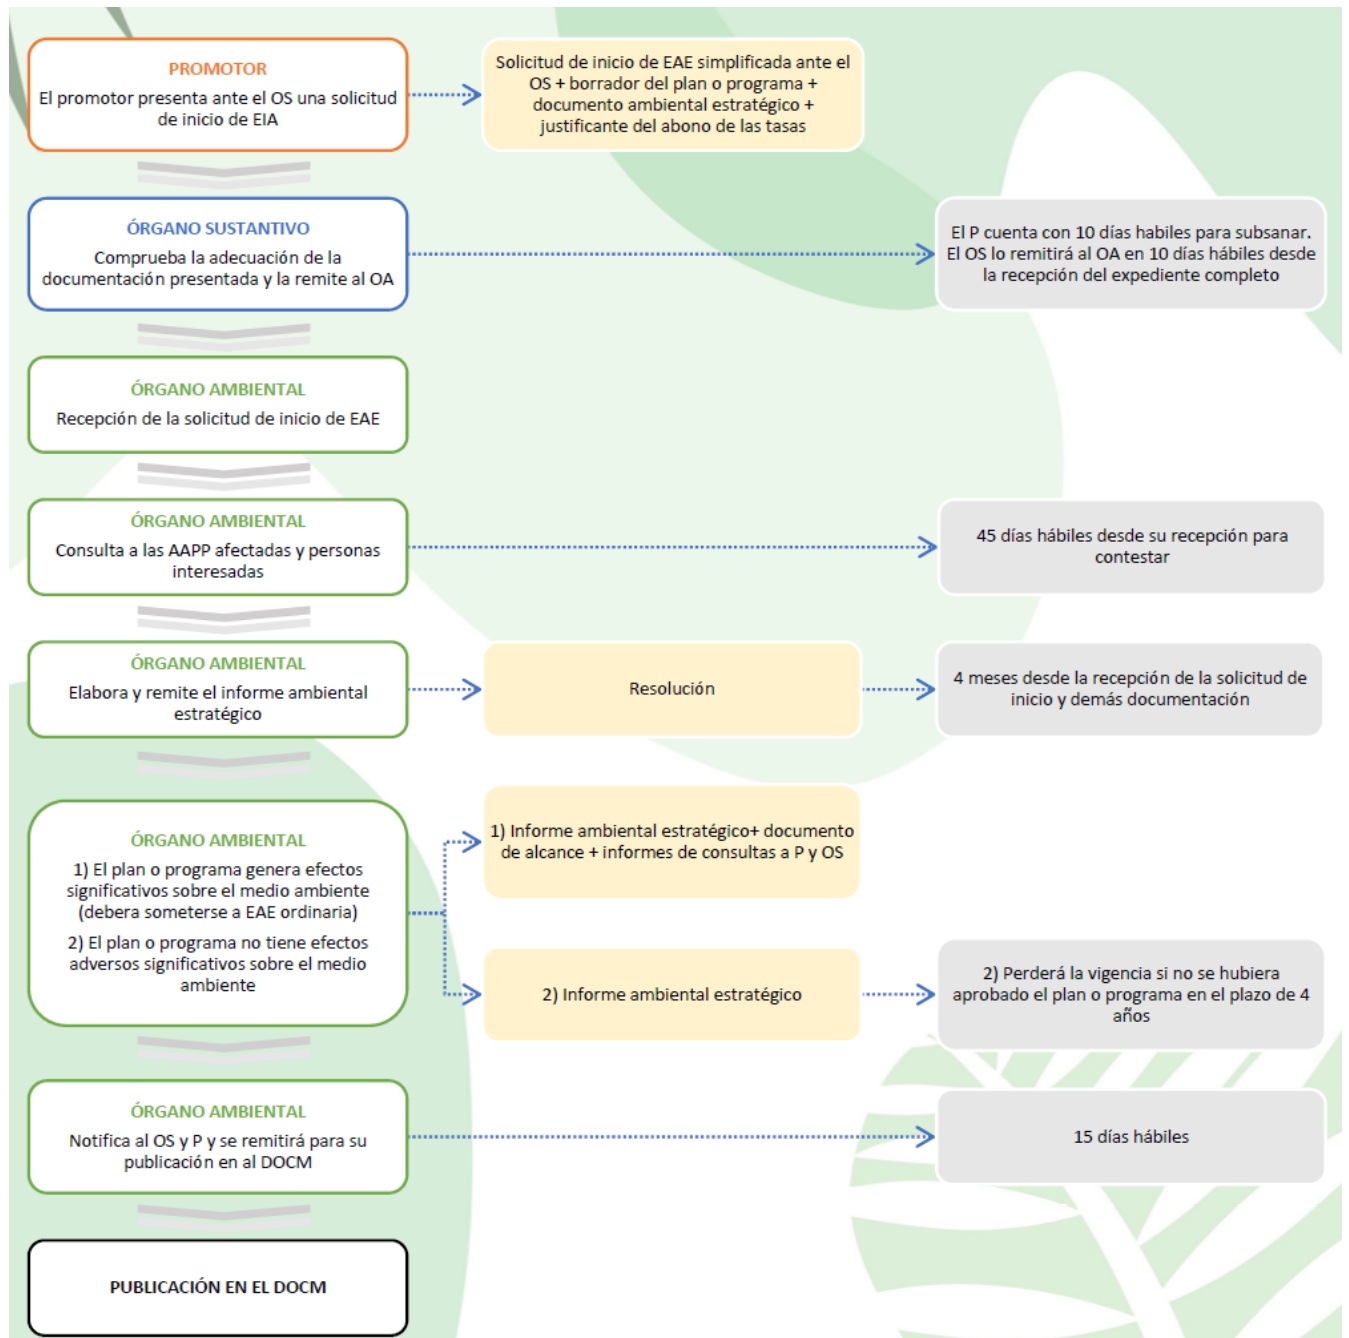 PROMOTOR
El promotor presenta ante el OS una solicitud
de inicio de EIA
Solicitud de inicio de EAE simplificada ante el
OS + borrador del plan o programa +
documento ambiental estratégico +
justificante del abono de las tasas
ÓRGANO SUSTANTIVO
Comprueba la adecuación de la
documentación presentada y la remite al OA
El P cuenta con 10 días habiles para subsanar.
El OS lo remitirá al OA en 10 días hábiles desde
la recepción del expediente completo
ÓRGANO AMBIENTAL
Recepción de la solicitud de inicio de EAE
ÓRGANO AMBIENTAL
Consulta a las AAPP afectadas y personas
interesadas
45 días hábiles desde su recepción para
contestar
ÓRGANO AMBIENTAL
Elabora y remite el informe ambiental
estratégico
Resolución
4 meses desde la recepción de la solicitud de
inicio y demás documentación
ÓRGANO AMBIENTAL
1) El plan o programa genera efectos
significativos sobre el medio ambiente
(debera someterse a EAE ordinaria)
2) El plan o programa no tiene efectos
adversos significativos sobre el medio
ambiente
1) Informe ambiental estratégico+ documento
de alcance + informes de consultas a P y OS
2) Informe ambiental estratégico
2) Perderá la vigencia si no se hubiera
aprobado el plan o programa en el plazo de 4
años
ÓRGANO AMBIENTAL
Notifica al OS y P y se remitirá para su
publicación en al DOCM
15 días hábiles
PUBLICACIÓN EN EL DOCM